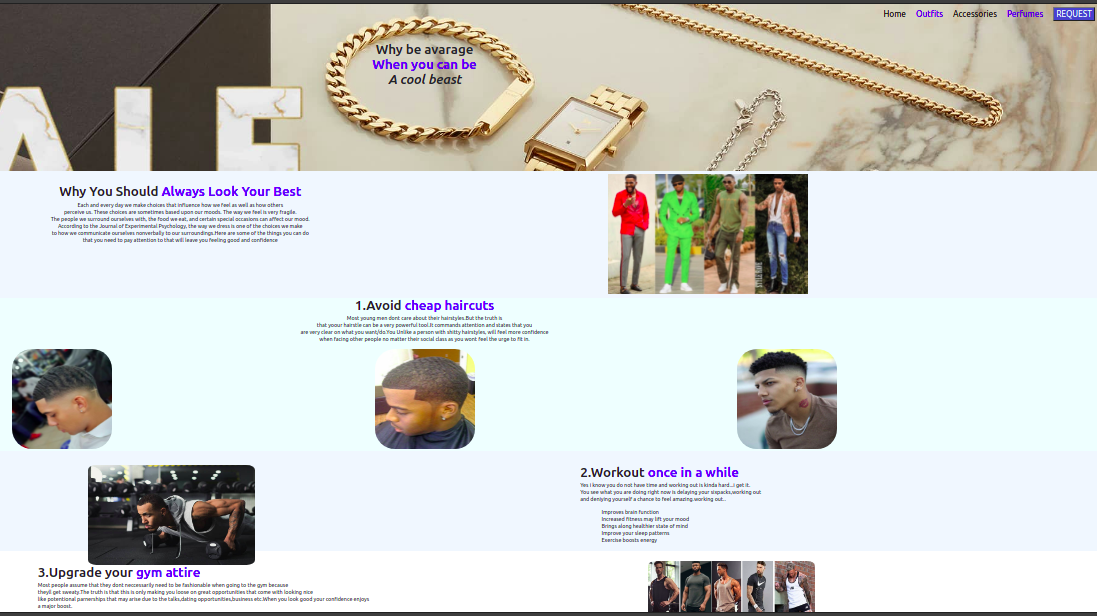 Home Outfits Accessories Perfumes REQUEST
Why be avarage
When you can be
A cool beast
ALE
Why You Should Always Look Your Best
Each and every day we make choices that influence how we feel as well as how others
perceive us. These choices are sometimes based upon our moods. The way we feel is very fragile.
The people we surround ourselves with, the food we eat, and certain special occasions can affect our mood.
According to the Journal of Experimental Psychology, the way we dress is one of the choices we make
to how we communicate ourselves nonverbally to our surroundings.Here are some of the things you can do
that you need to pay attention to that will leave you feeling good and confidence
1.Avoid cheap haircuts
Most young men dont care about their hairstyles.But the truth is
that yoour hairstle can be a very powerful tool.It commands attention and states that you
are very clear on what you want/do.You Unlike a person with shitty hairstyles, will feel more confidence
when facing other people no matter their social class as you wont feel the urge to fit in.
2.Workout once in a while
Yes i know you do not have time and working out is kinda hard...i get it.
You see what you are doing right now is delaying your sixpacks,working out
and denjying yourself a chance to feel amazing.working out..
Improves brain function
Increased fitness may lift your mood
Brings along healthier state of mind
Improve your sleep patterns
Exercise boosts energy
3.Upgrade your gym attire
Most people assume that they dont neccessarily need to be fashionable when going to the gym because
theyll get sweaty.The truth is that this is only making you loose on great opportunities that come with looking nice
like potentional parnerships that may arise due to the talks,dating opportunities,business etc.When you look good your confidence enjoys
a major boost.